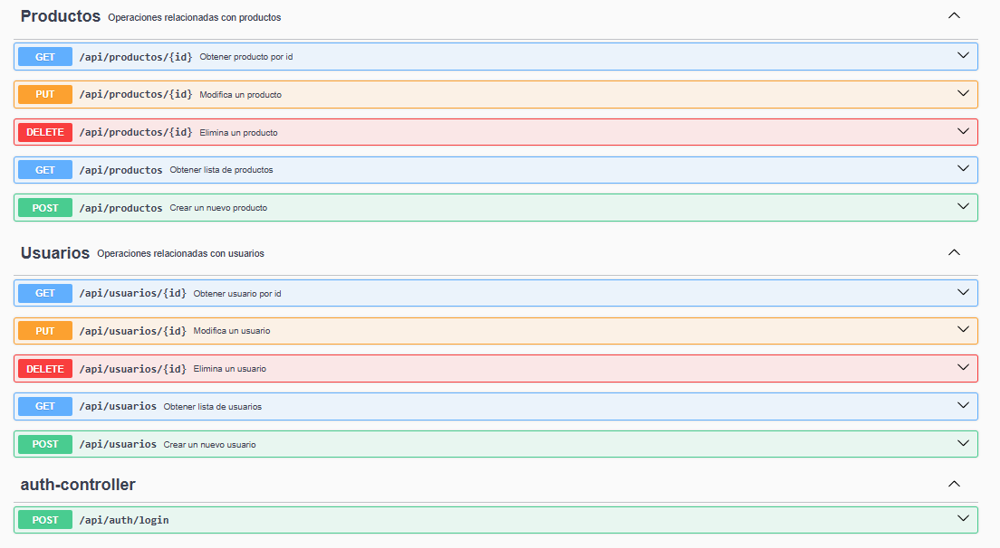 Productos Operaciones relacionadas con productos
GET /api/productos/{id} Obtener producto por id
PUT /api/productos/{id} Modifica un producto
DELETE /api/productos/{id} Elimina un producto
GET /api/productos Obtener lista de productos
POST /api/productos Crear un nuevo producto
Usuarios Operaciones relacionadas con usuarios
GET /api/usuarios/{id} Obtener usuario por id
PUT /api/usuarios/{id} Modifica un usuario
DELETE /api/usuarios/{id} Elimina un usuario
GET /api/usuarios Obtener lista de usuarios
POST /api/usuarios Crear un nuevo usuario
auth-controller
POST /api/auth/login